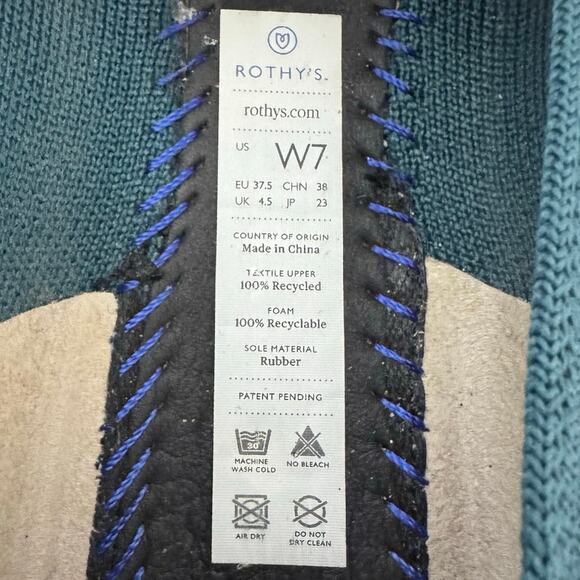 ROTHY'S™
rothys.com
US W7
EU 37.5 CHN 38
UK 4.5 JP 23
COUNTRY OF ORIGIN
Made in China
TEXTILE UPPER
100% Recycled
FOAM
100% Recyclable
SOLE MATERIAL
Rubber
PATENT PENDING
30°
MACHINE WASH COLD
NO BLEACH
AIR DRY
DO NOT DRY CLEAN